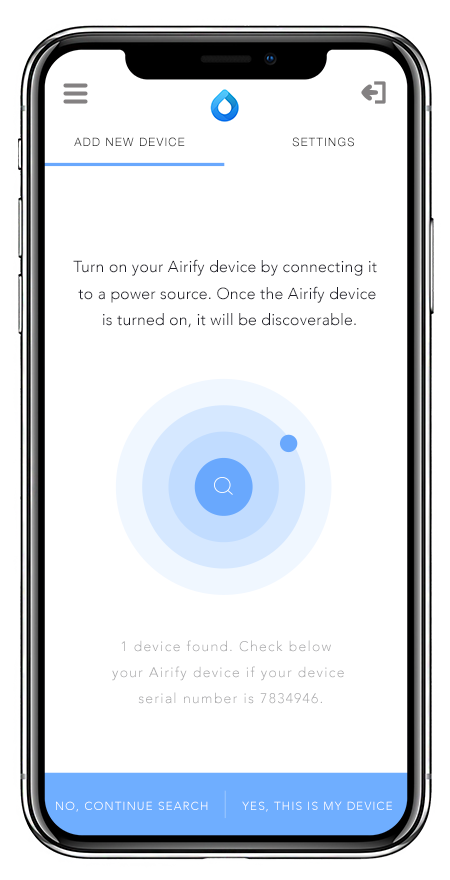 ADD NEW DEVICE
SETTINGS
Turn on your Airify device by connecting it
to a power source. Once the Airify device
is turned on, it will be discoverable.
1 device found. Check below
your Airify device if your device
serial number is 7834946.
NO, CONTINUE SEARCH
YES, THIS IS MY DEVICE